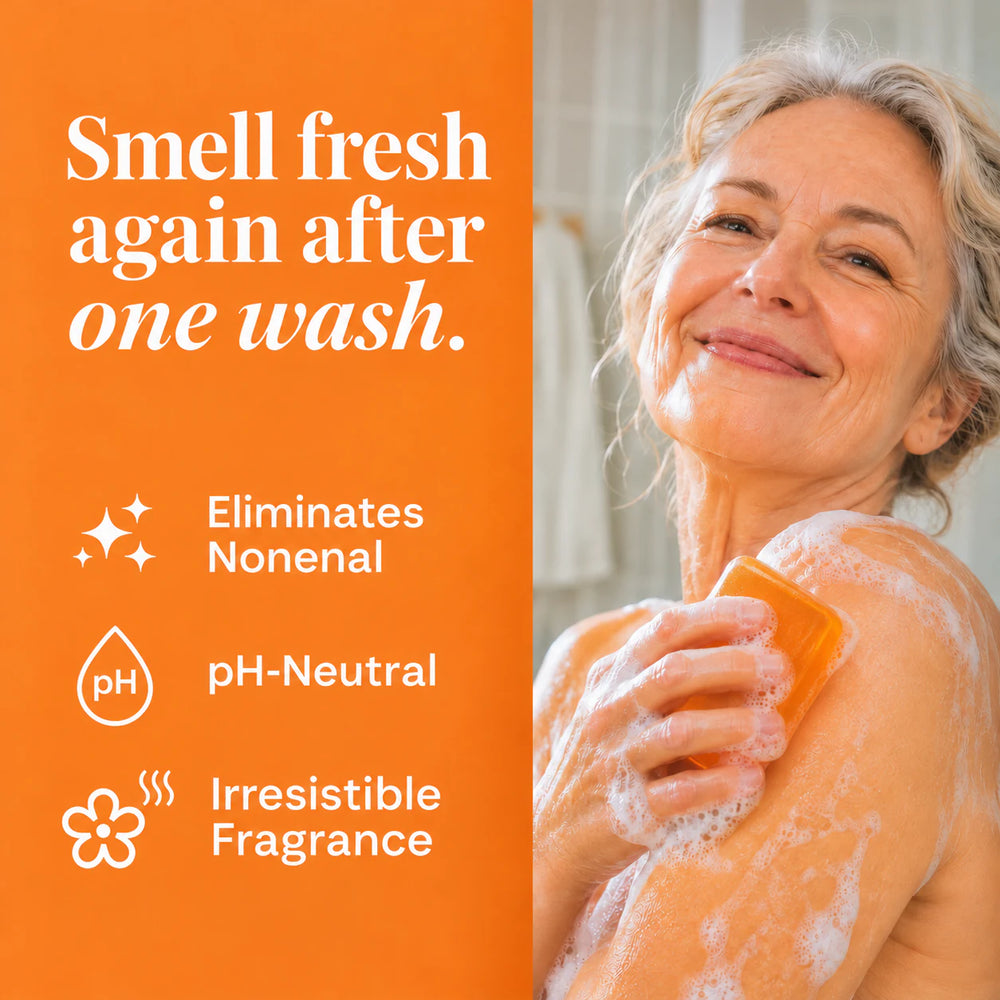 Smell fresh
again after
one wash.
Eliminates
Nonenal
pH
pH-Neutral
Irresistible
Fragrance